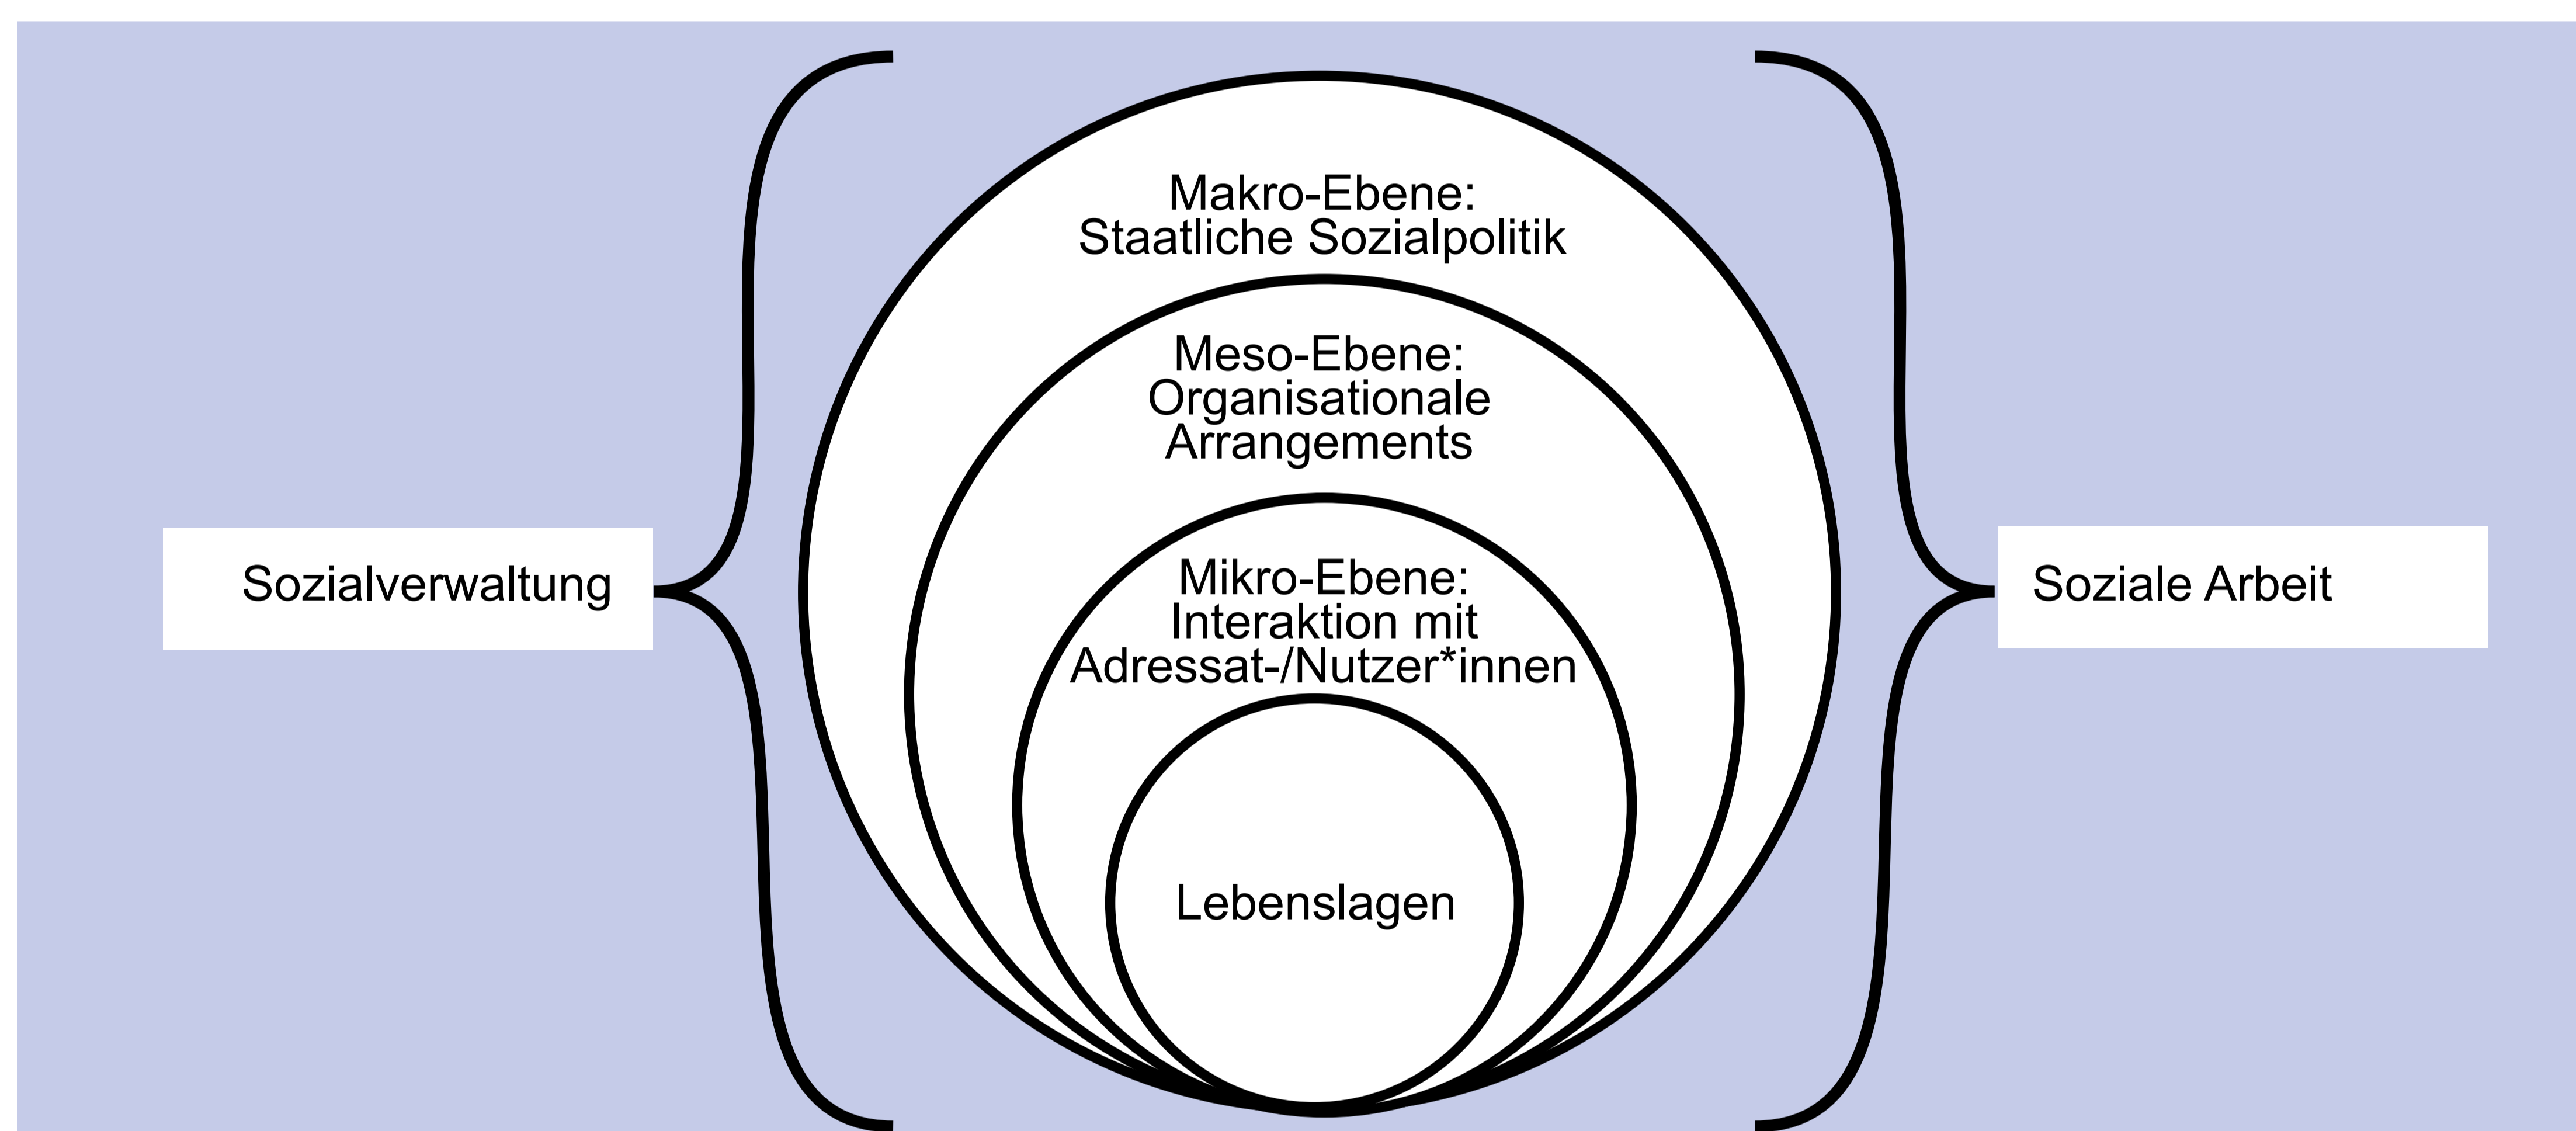 Makro-Ebene:
Staatliche Sozialpolitik
Meso-Ebene:
Organisationale
Arrangements
Sozialverwaltung
Mikro-Ebene:
Interaktion mit
Adressat-/Nutzer*innen
Soziale Arbeit
Lebenslagen